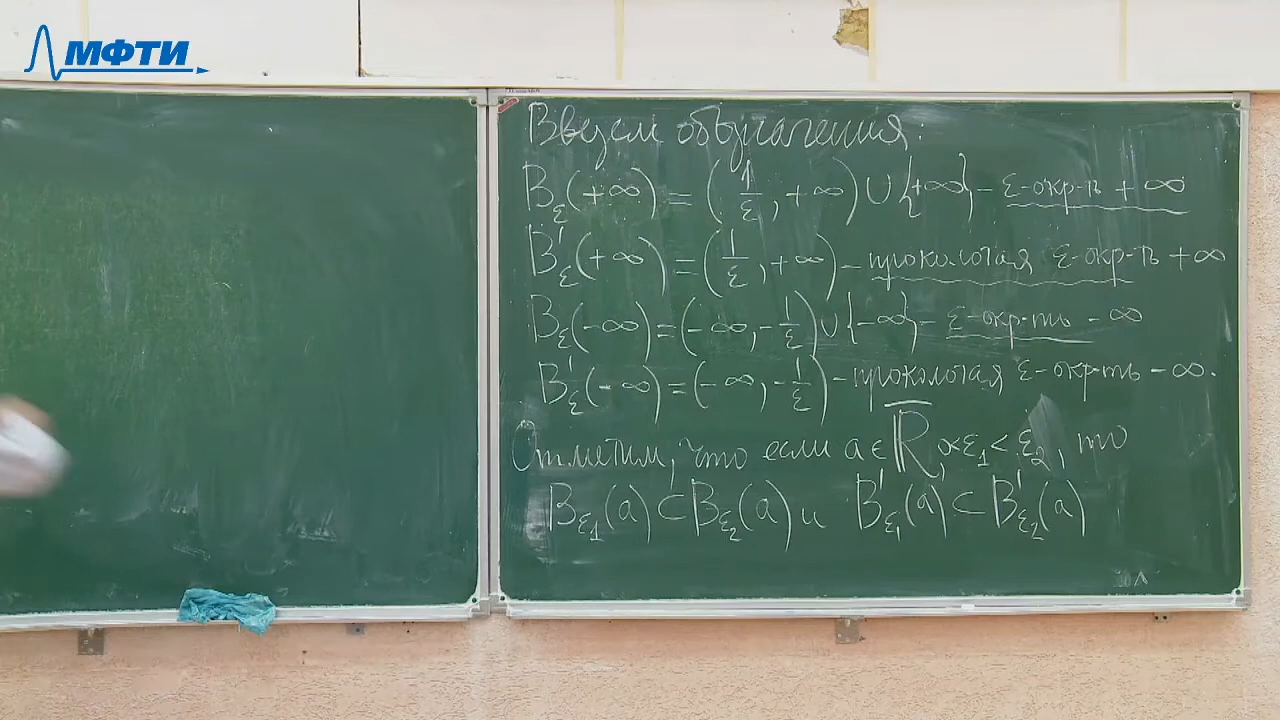 МФТИ
Введем обозначения:
B_ε(+∞) = (1/ε, +∞) ∪ {+∞} – ε-окр-ть +∞
B'_ε(+∞) = (1/ε, +∞) – проколотая ε-окр-ть +∞
B_ε(-∞) = (-∞, -1/ε) ∪ {-∞} – ε-окр-ть -∞
B'_ε(-∞) = (-∞, -1/ε) – проколотая ε-окр-ть -∞.
Отметим, что если a ∈ R̅, 0<ε₁ < ε₂, то
B_ε₁(a) ⊂ B_ε₂(a) и B'_ε₁(a) ⊂ B'_ε₂(a)